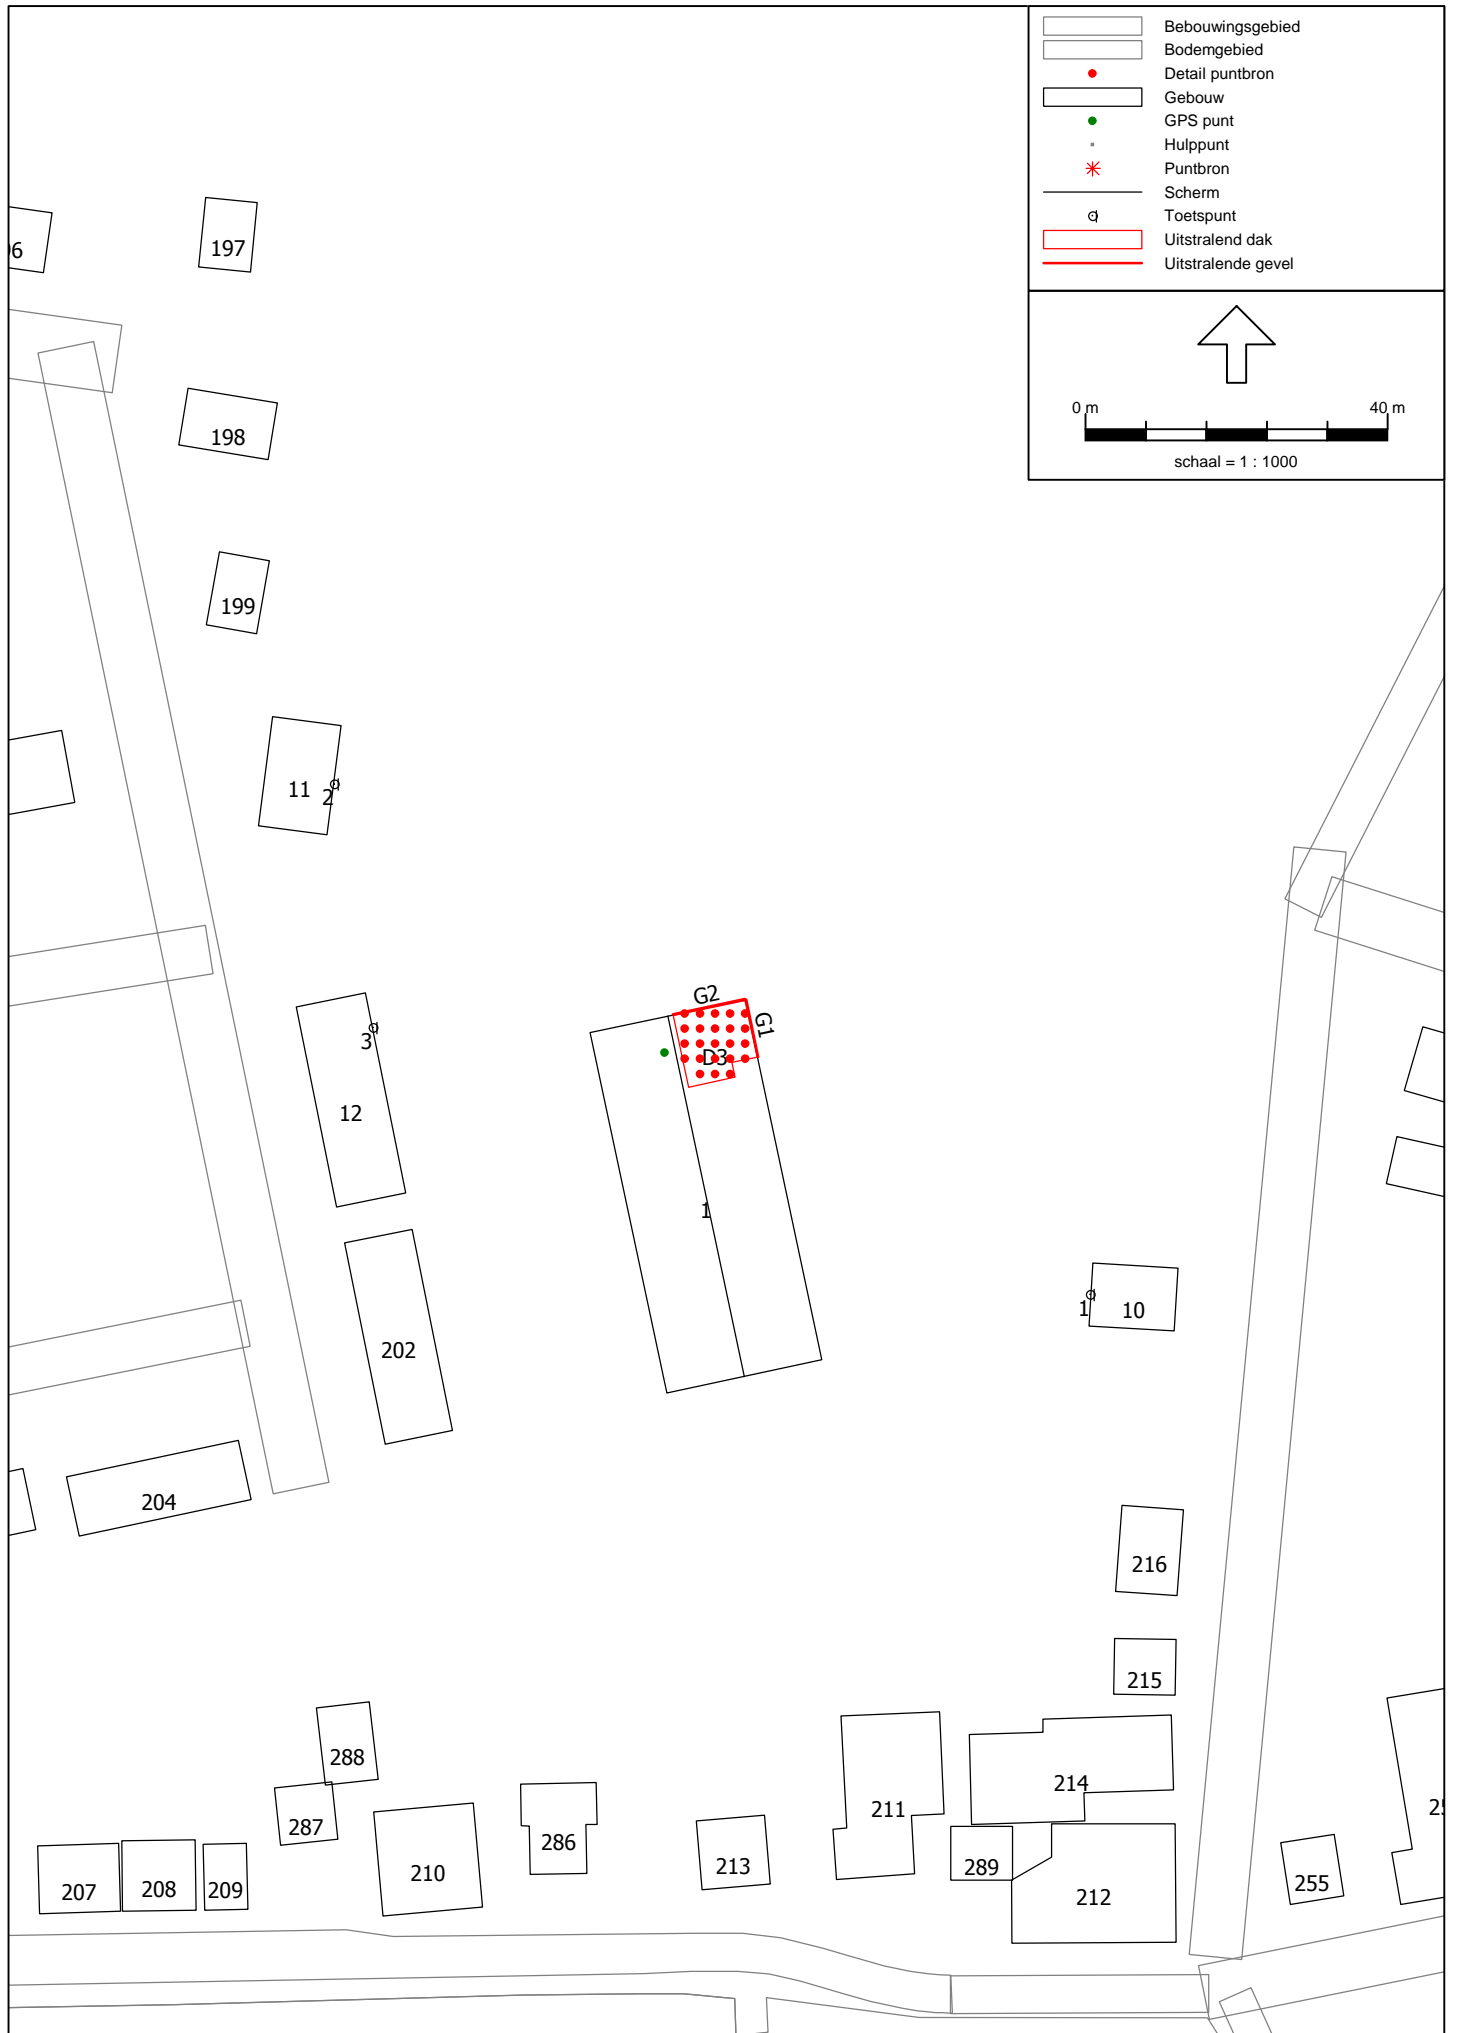 Bebouwingsgebied
Bodemgebied
Detail puntbron
Gebouw
GPS punt
Hulppunt
Puntbron
Scherm
Toetspunt
Uitstralend dak
Uitstralende gevel
0 m 40 m
schaal = 1 : 1000
197
198
199
11
2
G2
G1
3
D3
12
1
1
10
202
204
216
215
288
287
286
214
211
213
289
207
208
209
210
212
255